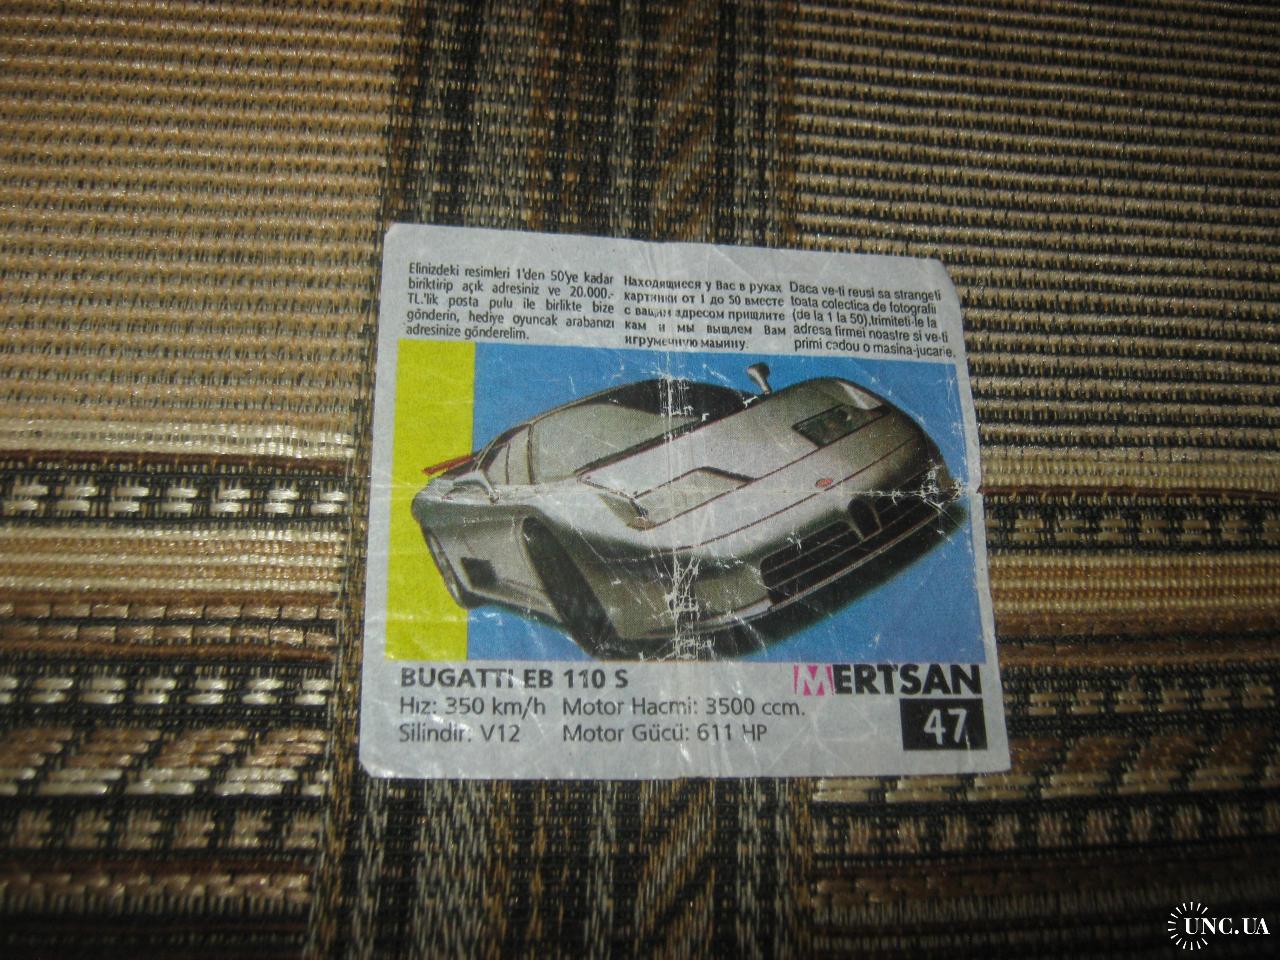 Elinizdeki resimleri 1'den 50'ye kadar
biriktirip açık adresiniz ve 20.000.-
TL.'lik posta pulu ile birlikte bize
gönderin, hediye oyuncak arabanızı
adresinize gönderelim.
Находящиеся у Вас в руках
картинки от 1 до 50 вместе
с вашим адресом пришлите
нам и мы вышлем Вам
игрумечную машину.
Daca ve-ti reusi sa strangeti
toata colectica de fotografii
(de la 1 la 50),trimiteti-le la
adresa firmei noastre si ve-ti
primi cadou o masina-jucarie.
BUGATTI EB 110 S
MERTSAN
Hız: 350 km/h Motor Hacmi: 3500 ccm.
Silindir: V12 Motor Gücü: 611 HP
47
UNC.UA